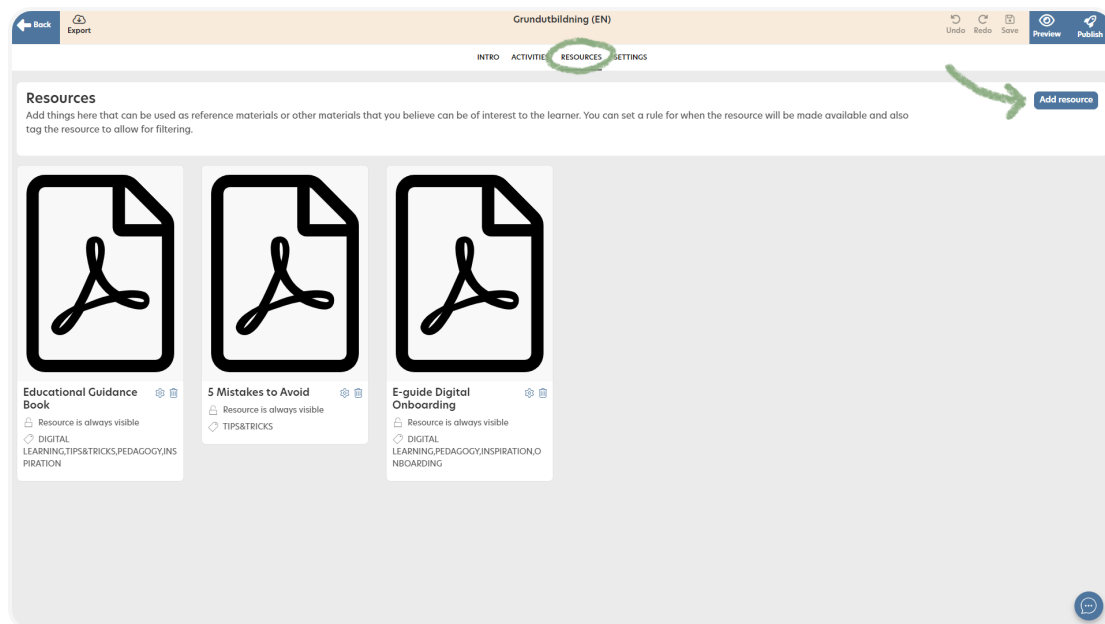 Back
Export
Grundutbildning (EN)
Undo
Redo
Save
Preview
Publish
INTRO
ACTIVITIES
RESOURCES
SETTINGS
Resources
Add things here that can be used as reference materials or other materials that you believe can be of interest to the learner. You can set a rule for when the resource will be made available and also
tag the resource to allow for filtering.
Add resource
Educational Guidance
Book
Resource is always visible
DIGITAL
LEARNING,TIPS&TRICKS,PEDAGOGY,INS
PIRATION
5 Mistakes to Avoid
Resource is always visible
TIPS&TRICKS
E-guide Digital
Onboarding
Resource is always visible
DIGITAL
LEARNING,PEDAGOGY,INSPIRATION,O
NBOARDING